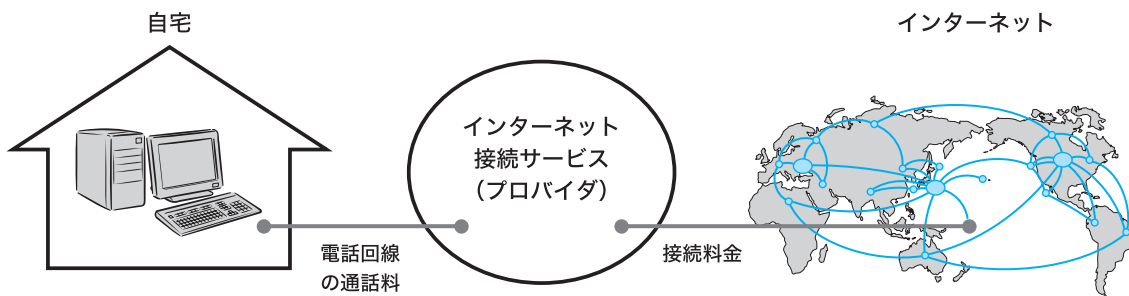 自宅
インターネット
インターネット
接続サービス
（プロバイダ）
電話回線
の通話料
接続料金